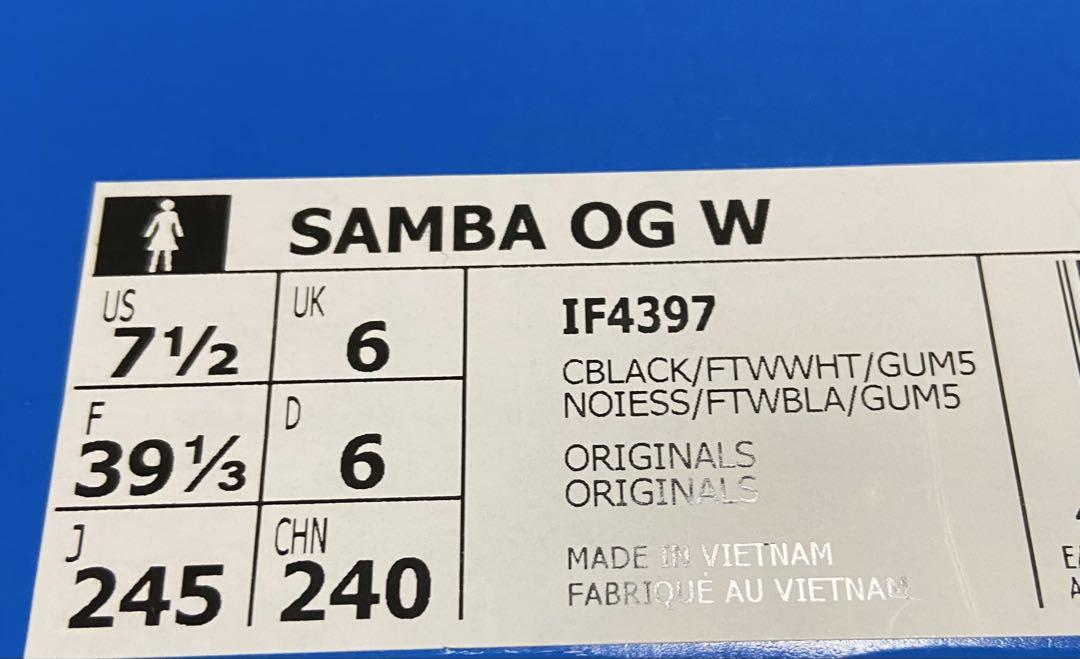 SAMBA OG W
US
7½
UK
6
F
39⅓
D
6
J
245
CHN
240
IF4397
CBLACK/FTWWHT/GUM5
NOIESS/FTWBLA/GUM5
ORIGINALS
ORIGINALS
MADE IN VIETNAM
FABRIQUÉ AU VIETNAM